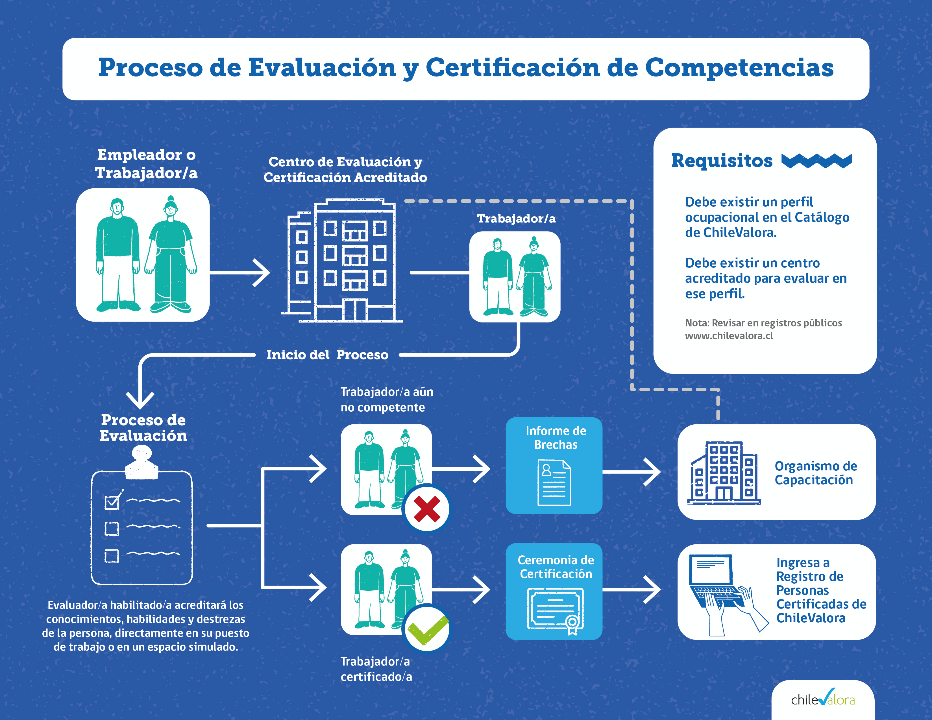 Proceso de Evaluación y Certificación de Competencias
Empleador o
Trabajador/a
Centro de Evaluación y
Certificación Acreditado
Trabajador/a
Requisitos
Debe existir un perfil
ocupacional en el Catálogo
de ChileValora.
Debe existir un centro
acreditado para evaluar en
ese perfil.
Nota: Revisar en registros públicos
www.chilevalora.cl
Inicio del Proceso
Proceso de
Evaluación
Evaluador/a habilitado/a acreditará los
conocimientos, habilidades y destrezas
de la persona, directamente en su puesto
de trabajo o en un espacio simulado.
Trabajador/a aún
no competente
Informe de
Brechas
Organismo de
Capacitación
Trabajador/a
certificado/a
Ceremonia de
Certificación
Ingresa a
Registro de
Personas
Certificadas de
ChileValora
chilevalora